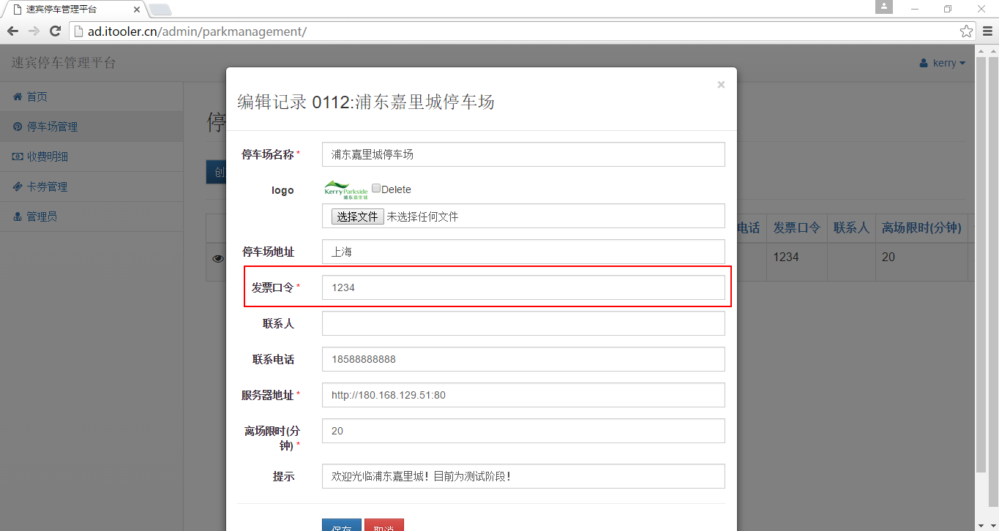 速宾停车管理平台
ad.itooler.cn/admin/parkmanagement/
速宾停车管理平台
kerry
首页
停车场管理
收费明细
卡券管理
管理员
停
创
电话 发票口令 联系人 离场限时(分钟)
1234 20
×
编辑记录 0112:浦东嘉里城停车场
停车场名称 * 浦东嘉里城停车场
logo
Kerry Parkside
浦东嘉里城
Delete
选择文件 未选择任何文件
停车场地址 上海
发票口令 * 1234
联系人
联系电话 18588888888
服务器地址 * http://180.168.129.51:80
离场限时(分
钟) * 20
提示 欢迎光临浦东嘉里城！目前为测试阶段！
保存 取消